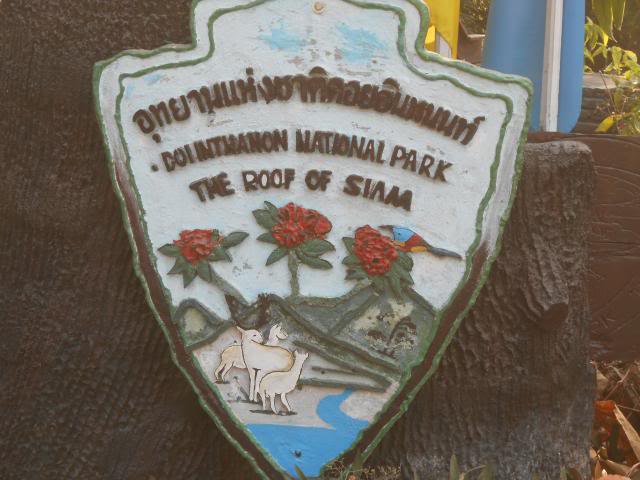 อุทยานแห่งชาติดอยอินทนนท์
DOI INTHANON NATIONAL PARK
THE ROOF OF SIAM